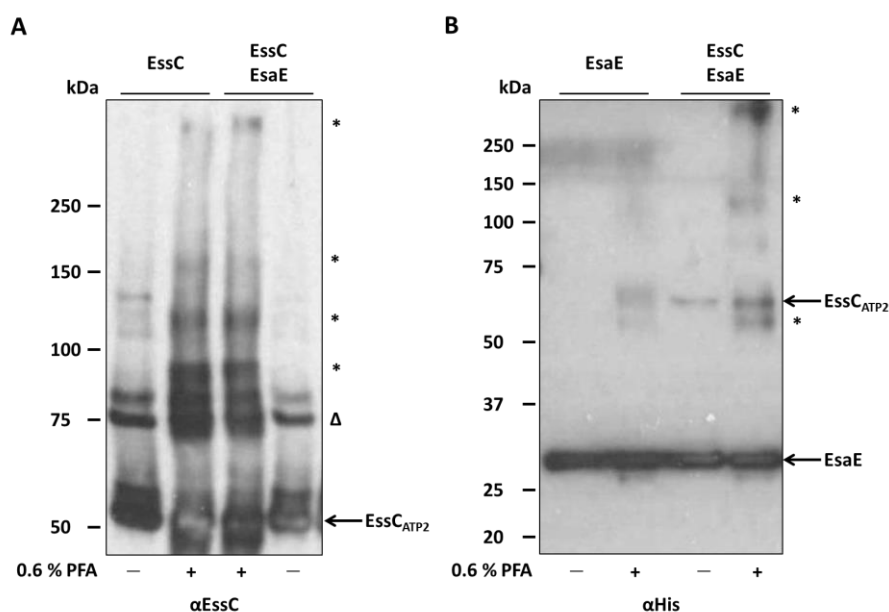 A
EssC
EssC
EsaE
kDa
250
150
100
75
50
*
*
*
*
Δ
EssC_ATP2
0.6 % PFA
—
+
+
—
αEssC
B
EsaE
EssC
EsaE
kDa
250
150
100
75
50
37
25
20
*
*
EssC_ATP2
*
EsaE
0.6 % PFA
—
+
—
+
αHis